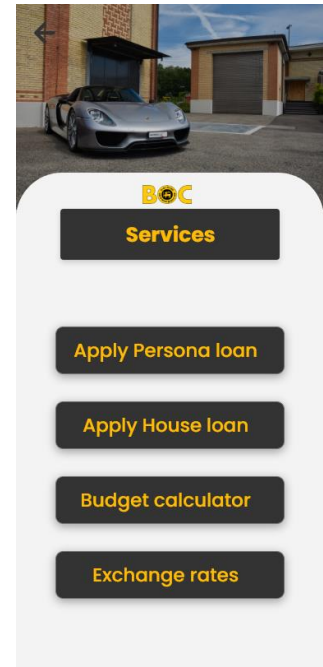 BOC
Services
Apply Persona loan
Apply House loan
Budget calculator
Exchange rates